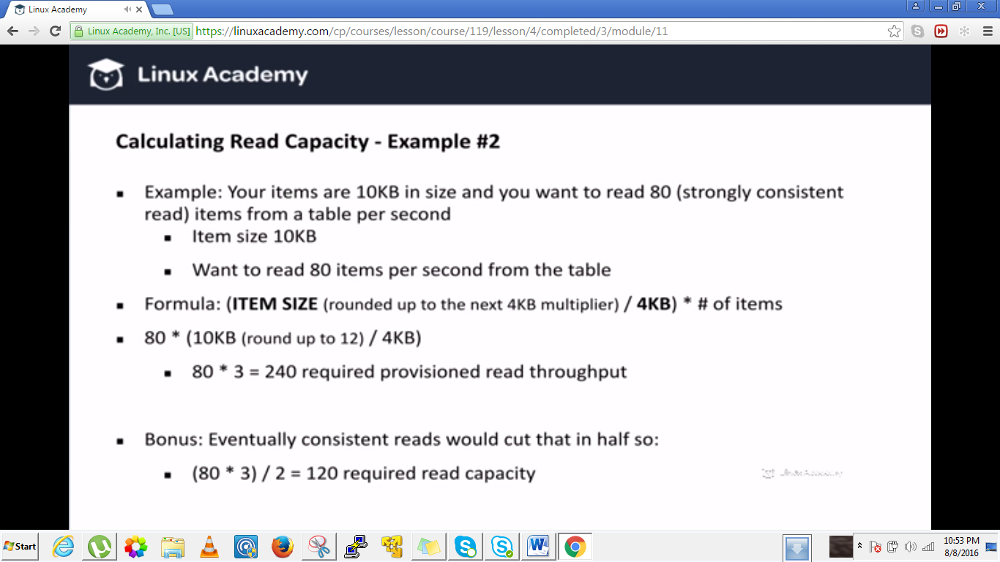 Linux Academy
Linux Academy, Inc. [US] https://linuxacademy.com/cp/courses/lesson/course/119/lesson/4/completed/3/module/11
Linux Academy
Calculating Read Capacity - Example #2
Example: Your items are 10KB in size and you want to read 80 (strongly consistent
read) items from a table per second
Item size 10KB
Want to read 80 items per second from the table
Formula: (ITEM SIZE (rounded up to the next 4KB multiplier) / 4KB) * # of items
80 * (10KB (round up to 12) / 4KB)
80 * 3 = 240 required provisioned read throughput
Bonus: Eventually consistent reads would cut that in half so:
(80 * 3) / 2 = 120 required read capacity
Linux Academy
Start
10:53 PM
8/8/2016